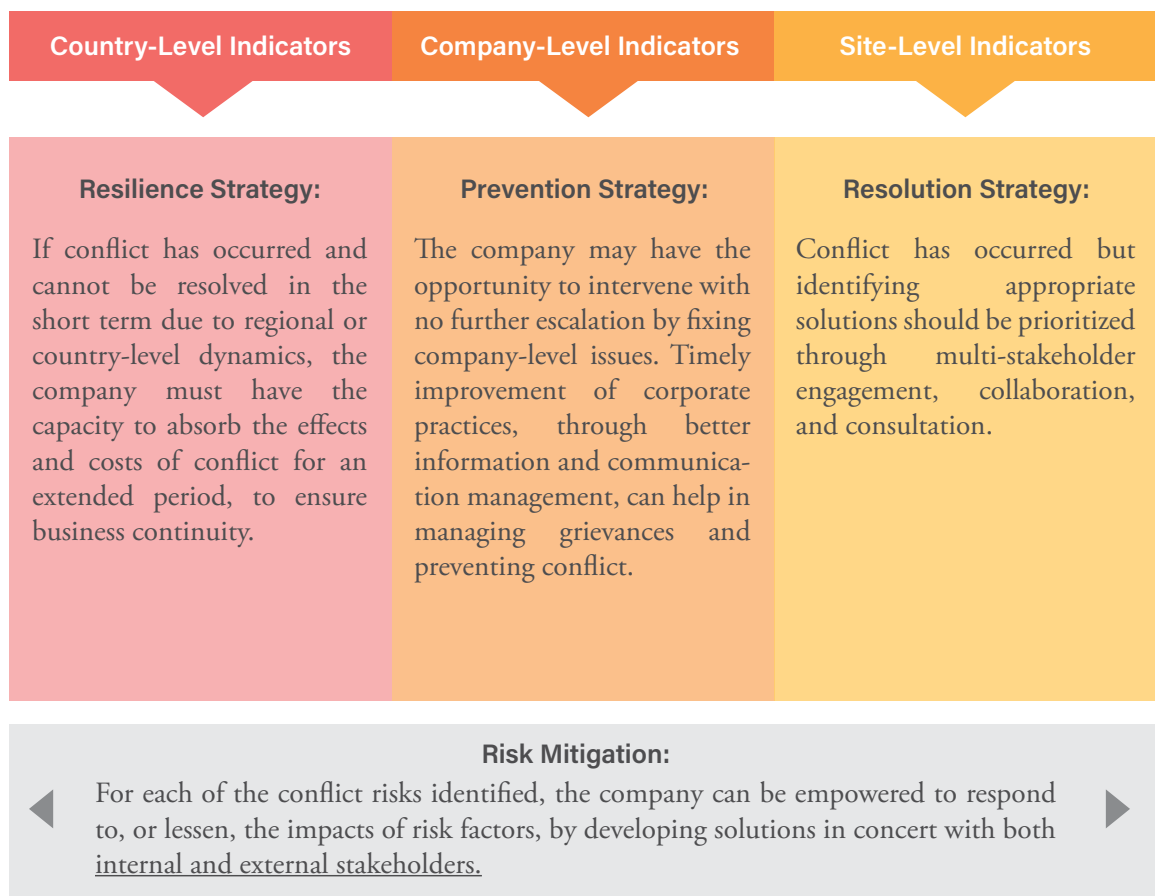 Country-Level Indicators
Company-Level Indicators
Site-Level Indicators
Resilience Strategy:
If conflict has occurred and
cannot be resolved in the
short term due to regional or
country-level dynamics, the
company must have the
capacity to absorb the effects
and costs of conflict for an
extended period, to ensure
business continuity.
Prevention Strategy:
The company may have the
opportunity to intervene with
no further escalation by fixing
company-level issues. Timely
improvement of corporate
practices, through better
information and communica-
tion management, can help in
managing grievances and
preventing conflict.
Resolution Strategy:
Conflict has occurred but
identifying appropriate
solutions should be prioritized
through multi-stakeholder
engagement, collaboration,
and consultation.
Risk Mitigation:
For each of the conflict risks identified, the company can be empowered to respond
to, or lessen, the impacts of risk factors, by developing solutions in concert with both
internal and external stakeholders.